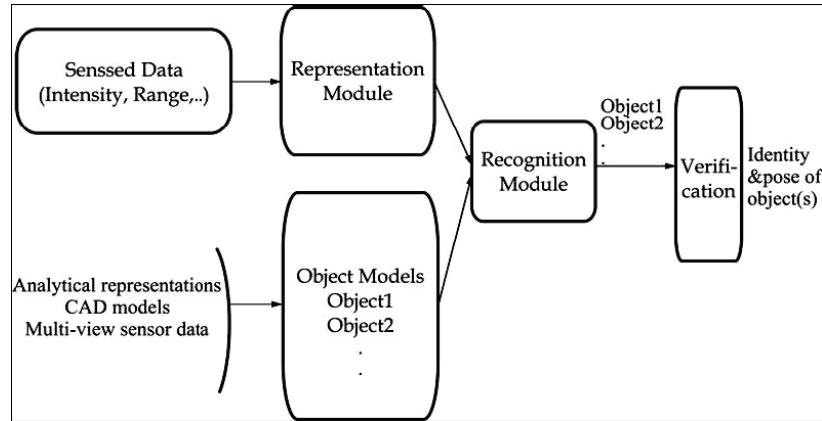 Senssed Data
(Intensity, Range,..)
Representation
Module
Analytical representations
CAD models
Multi-view sensor data
Object Models
Object1
Object2
.
.
Recognition
Module
Object1
Object2
.
.
Verifi-
cation
Identity
&pose of
object(s)